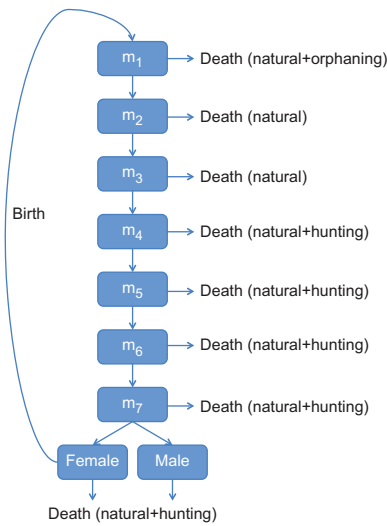 m1 Death (natural+orphaning)
m2 Death (natural)
m3 Death (natural)
Birth
m4 Death (natural+hunting)
m5 Death (natural+hunting)
m6 Death (natural+hunting)
m7 Death (natural+hunting)
Female Male
Death (natural+hunting)